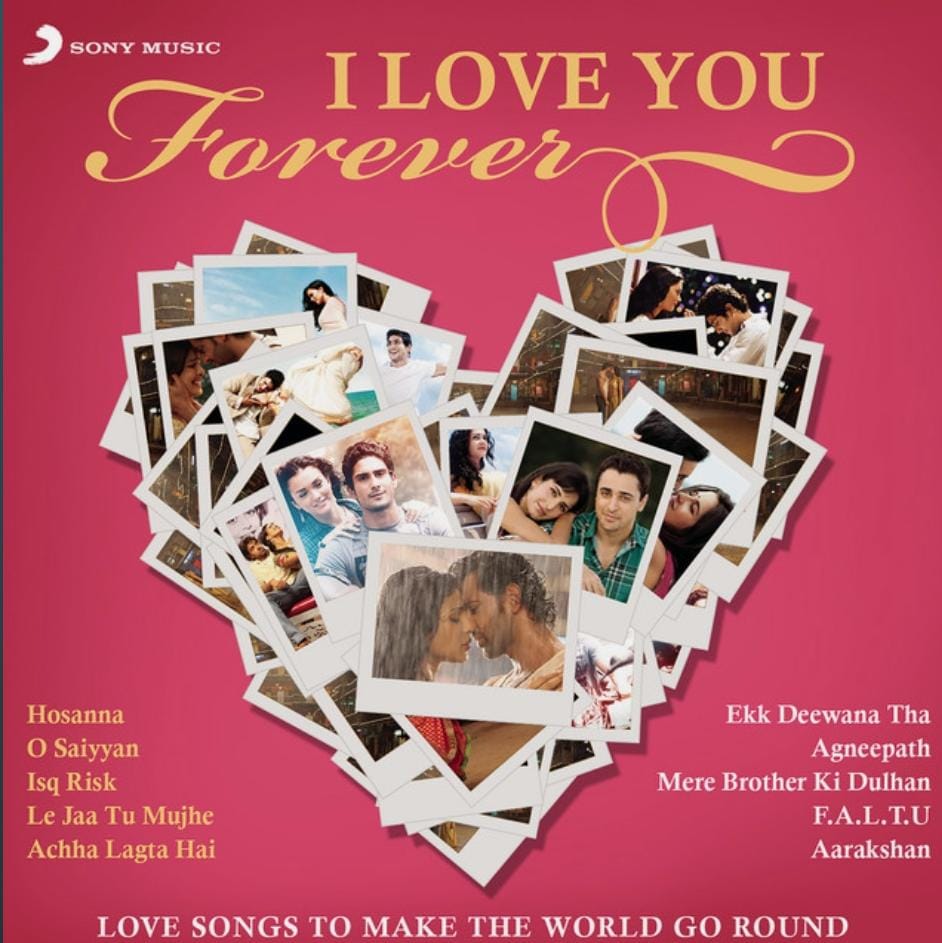 SONY MUSIC
I LOVE YOU
Forever
Hosanna
O Saiyyan
Isq Risk
Le Jaa Tu Mujhe
Achha Lagta Hai
Ekk Deewana Tha
Agneepath
Mere Brother Ki Dulhan
F.A.L.T.U
Aarakshan
LOVE SONGS TO MAKE THE WORLD GO ROUND